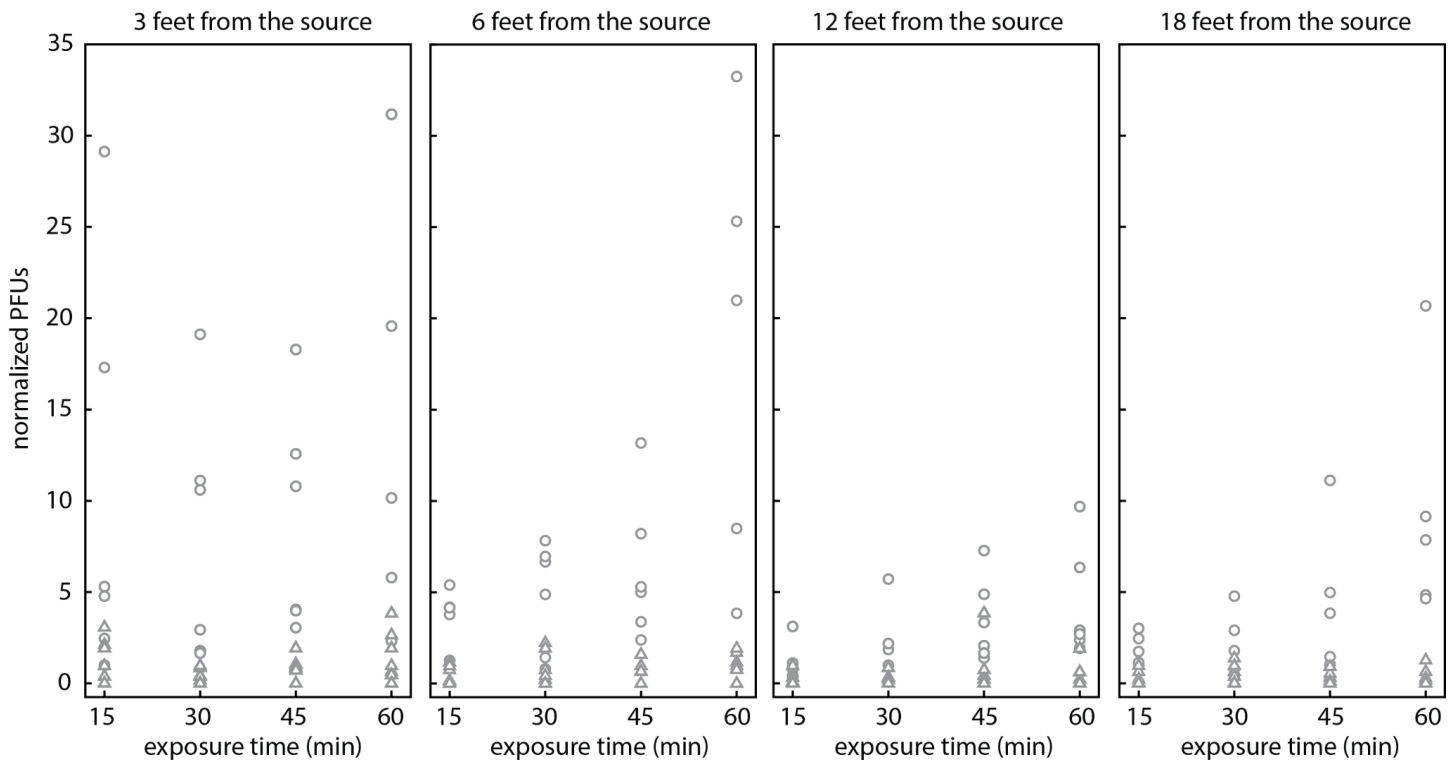 3 feet from the source
6 feet from the source
12 feet from the source
18 feet from the source
normalized PFUs
35
30
25
20
15
10
5
0
15 30 45 60
15 30 45 60
15 30 45 60
15 30 45 60
exposure time (min)
exposure time (min)
exposure time (min)
exposure time (min)